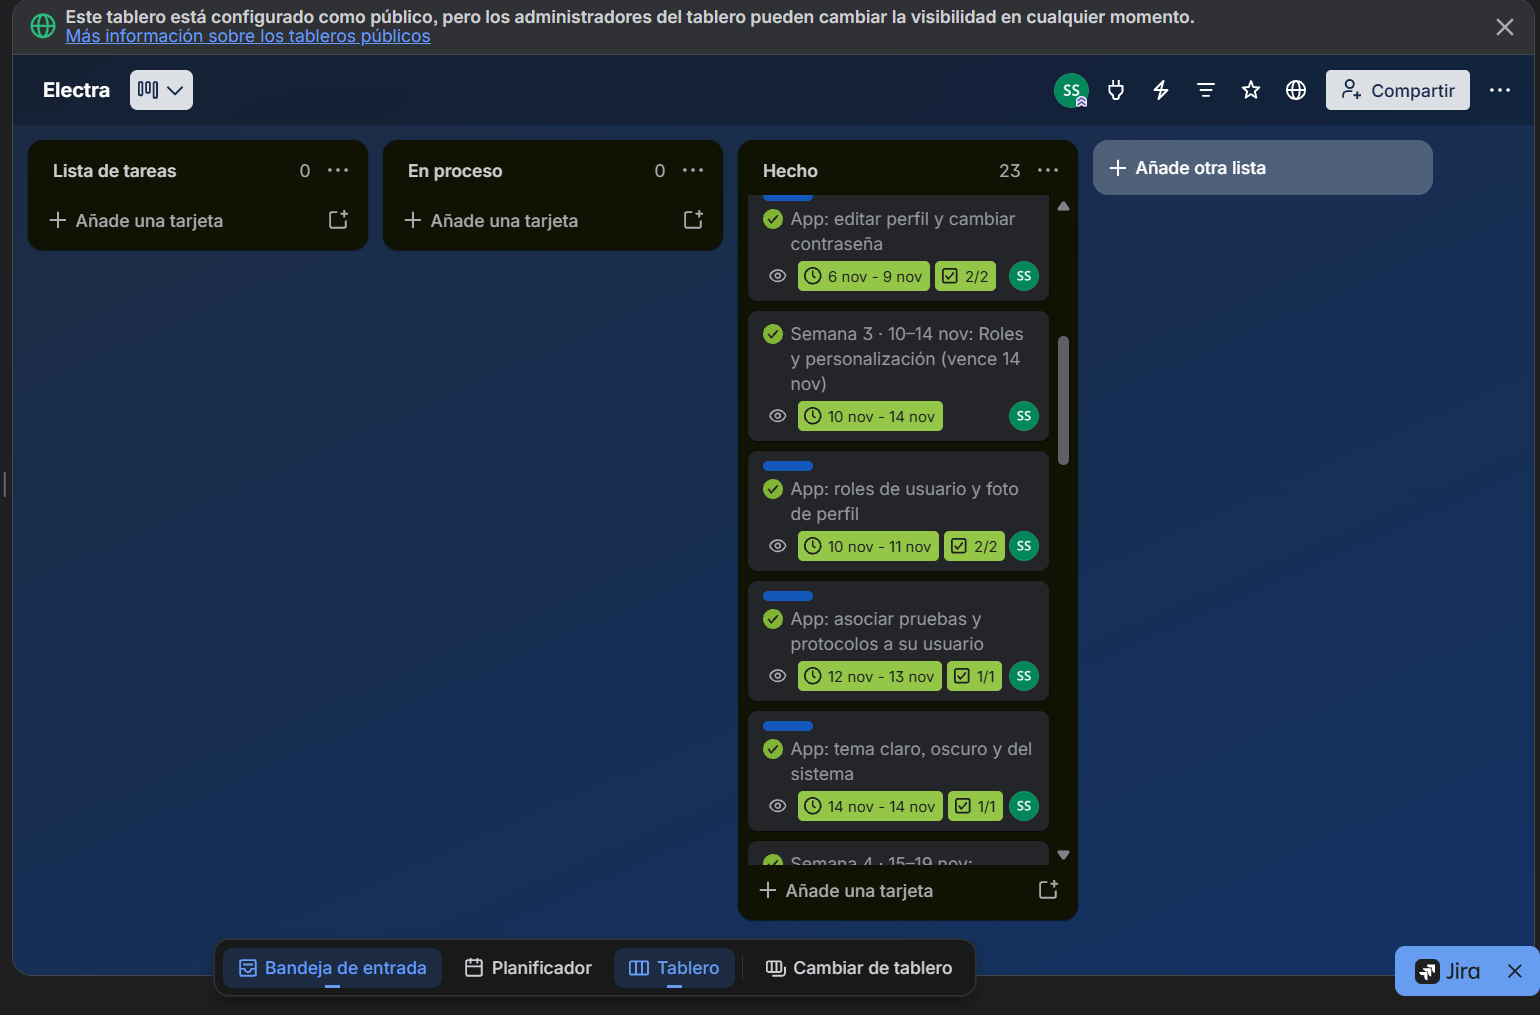 Este tablero está configurado como público, pero los administradores del tablero pueden cambiar la visibilidad en cualquier momento.
Más información sobre los tableros públicos
Electra
SS
Compartir
Lista de tareas 0
Añade una tarjeta
En proceso 0
Añade una tarjeta
Hecho 23
App: editar perfil y cambiar
contraseña
6 nov - 9 nov 2/2 SS
Semana 3 · 10–14 nov: Roles
y personalización (vence 14
nov)
10 nov - 14 nov SS
App: roles de usuario y foto
de perfil
10 nov - 11 nov 2/2 SS
App: asociar pruebas y
protocolos a su usuario
12 nov - 13 nov 1/1 SS
App: tema claro, oscuro y del
sistema
14 nov - 14 nov 1/1 SS
Semana 4 · 15–19 nov:
Añade una tarjeta
Añade otra lista
Bandeja de entrada
Planificador
Tablero
Cambiar de tablero
Jira